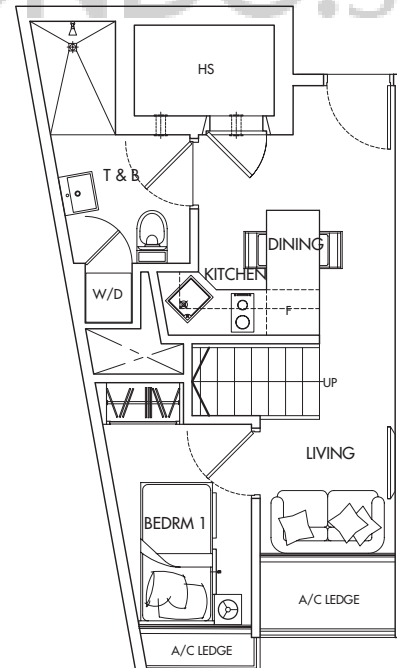 HS
T & B
DINING
KITCHEN
W/D
F
UP
LIVING
BEDRM 1
A/C LEDGE
A/C LEDGE